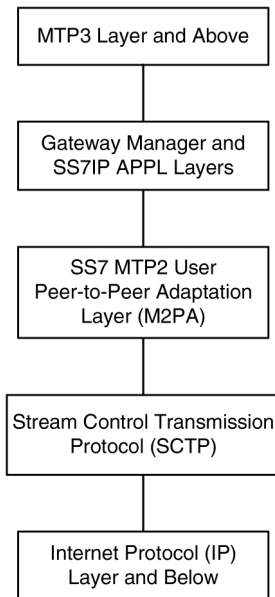 MTP3 Layer and Above
Gateway Manager and
SS7IP APPL Layers
SS7 MTP2 User
Peer-to-Peer Adaptation
Layer (M2PA)
Stream Control Transmission
Protocol (SCTP)
Internet Protocol (IP)
Layer and Below